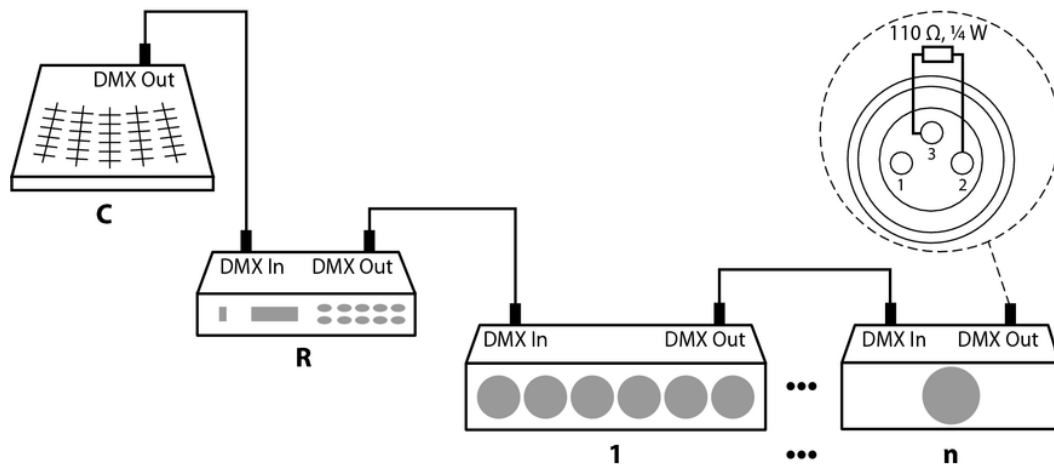 110 Ω, ¼ W
DMX Out
3
1 2
C
DMX In DMX Out
R
DMX In DMX Out
DMX In DMX Out
•••
1 ••• n